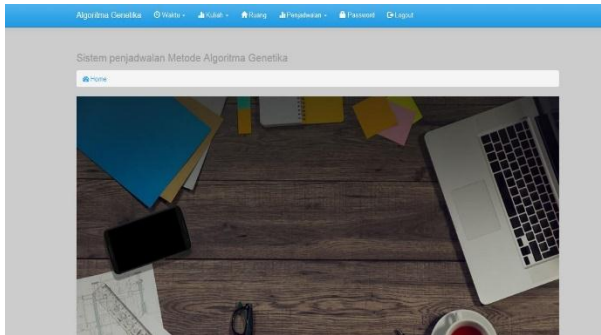 Algoritma Genetika Waktu Kuliah Ruang Penjadwalan Password Logout
Sistem penjadwalan Metode Algoritma Genetika
Home